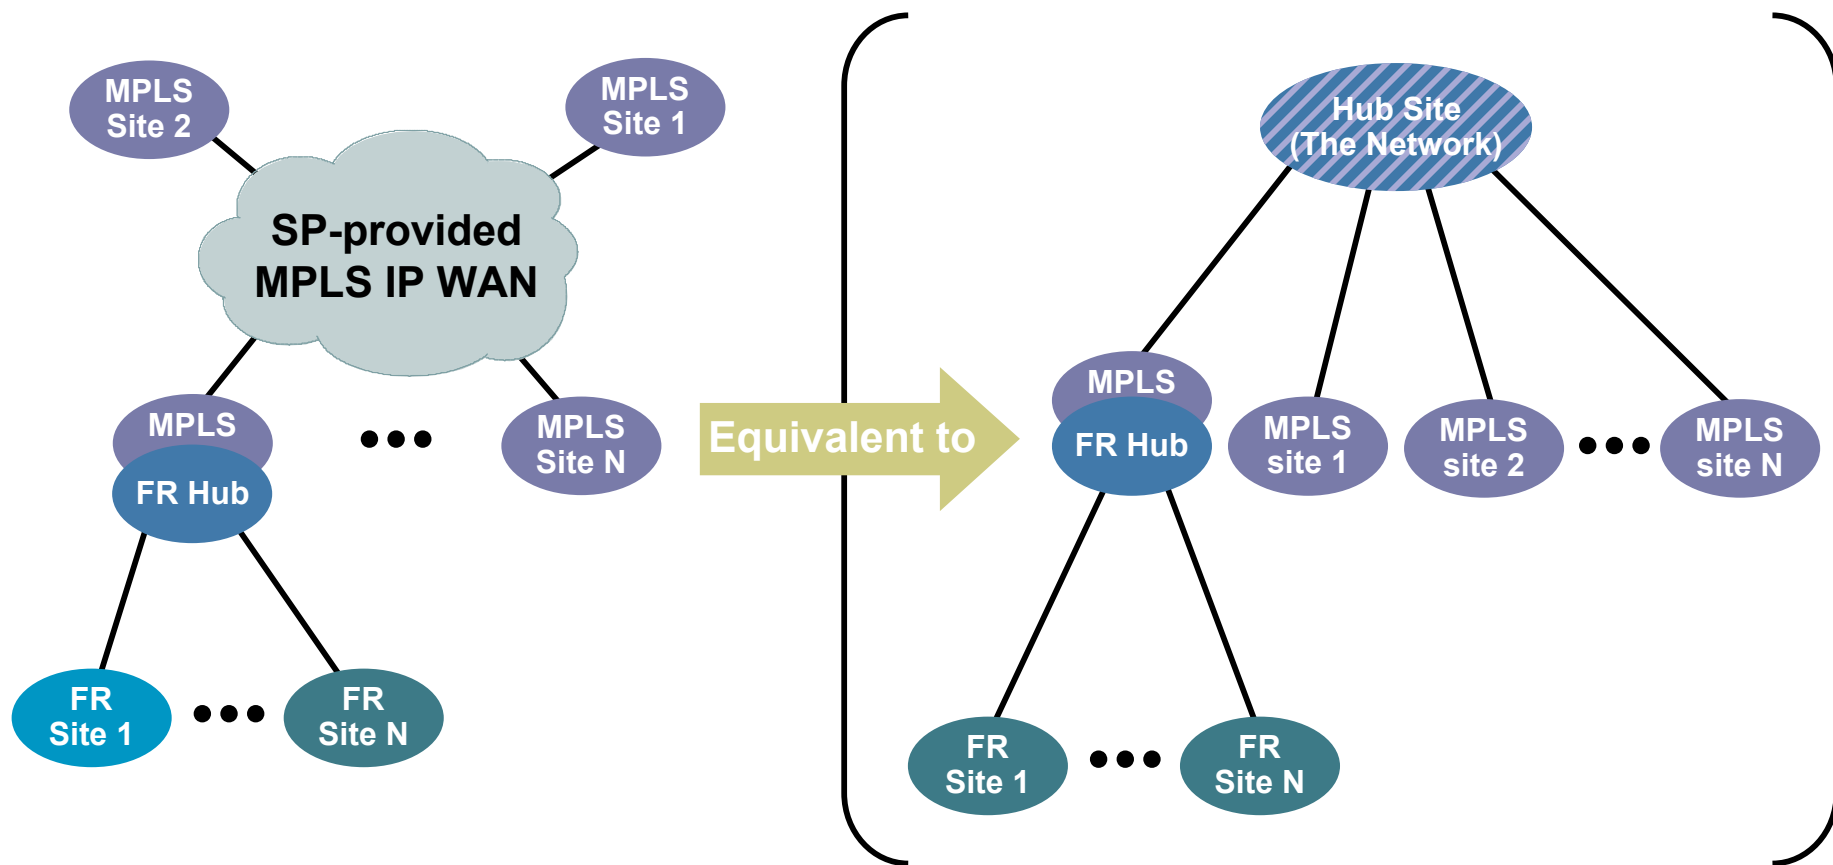 MPLS
Site 2
MPLS
Site 1
SP-provided
MPLS IP WAN
MPLS
FR Hub
MPLS
Site N
FR
Site 1
FR
Site N
Equivalent to
Hub Site
(The Network)
MPLS
FR Hub
MPLS
site 1
MPLS
site 2
MPLS
site N
FR
Site 1
FR
Site N